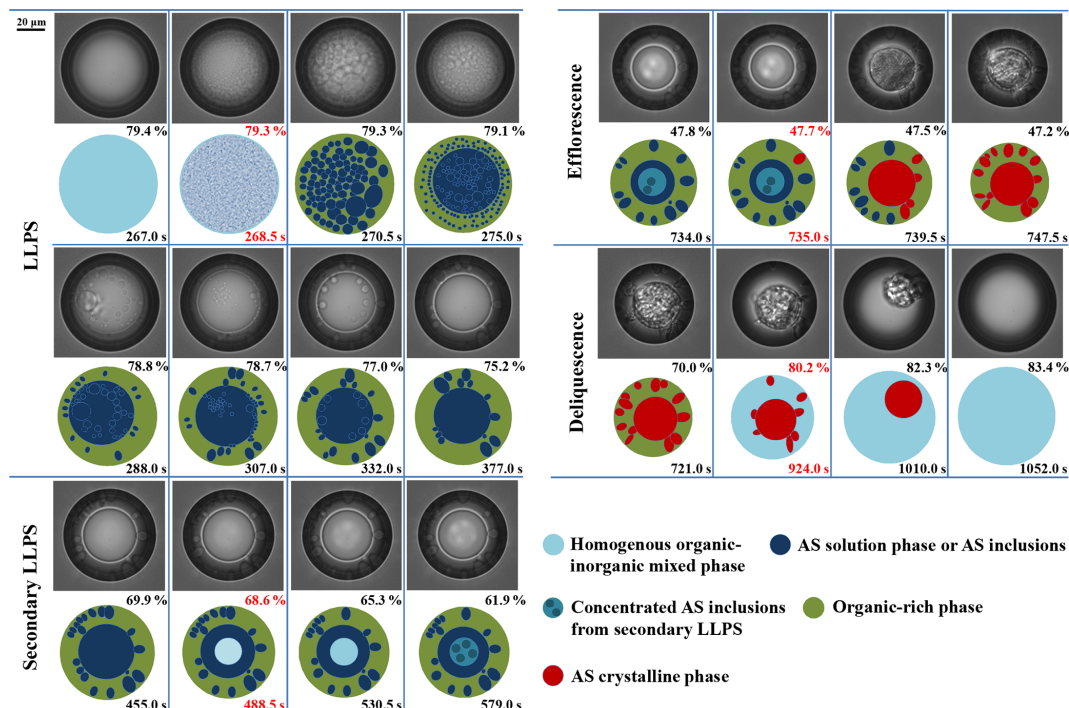 20 µm
LLPS
79.4 %
79.3 %
79.3 %
79.1 %
267.0 s
268.5 s
270.5 s
275.0 s
78.8 %
78.7 %
77.0 %
75.2 %
288.0 s
307.0 s
332.0 s
377.0 s
Secondary LLPS
69.9 %
68.6 %
65.3 %
61.9 %
455.0 s
488.5 s
530.5 s
579.0 s
Efflorescence
47.8 %
47.7 %
47.5 %
47.2 %
734.0 s
735.0 s
739.5 s
747.5 s
Deliquescence
70.0 %
80.2 %
82.3 %
83.4 %
721.0 s
924.0 s
1010.0 s
1052.0 s
Homogenous organic-
inorganic mixed phase
AS solution phase or AS inclusions
Concentrated AS inclusions
from secondary LLPS
Organic-rich phase
AS crystalline phase